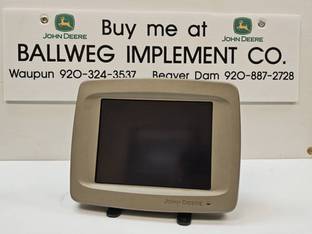 Buy me at
JOHN DEERE
JOHN DEERE
BALLWEG IMPLEMENT CO.
Waupun 920-324-3537 Beaver Dam 920-887-2728
JOHN DEERE